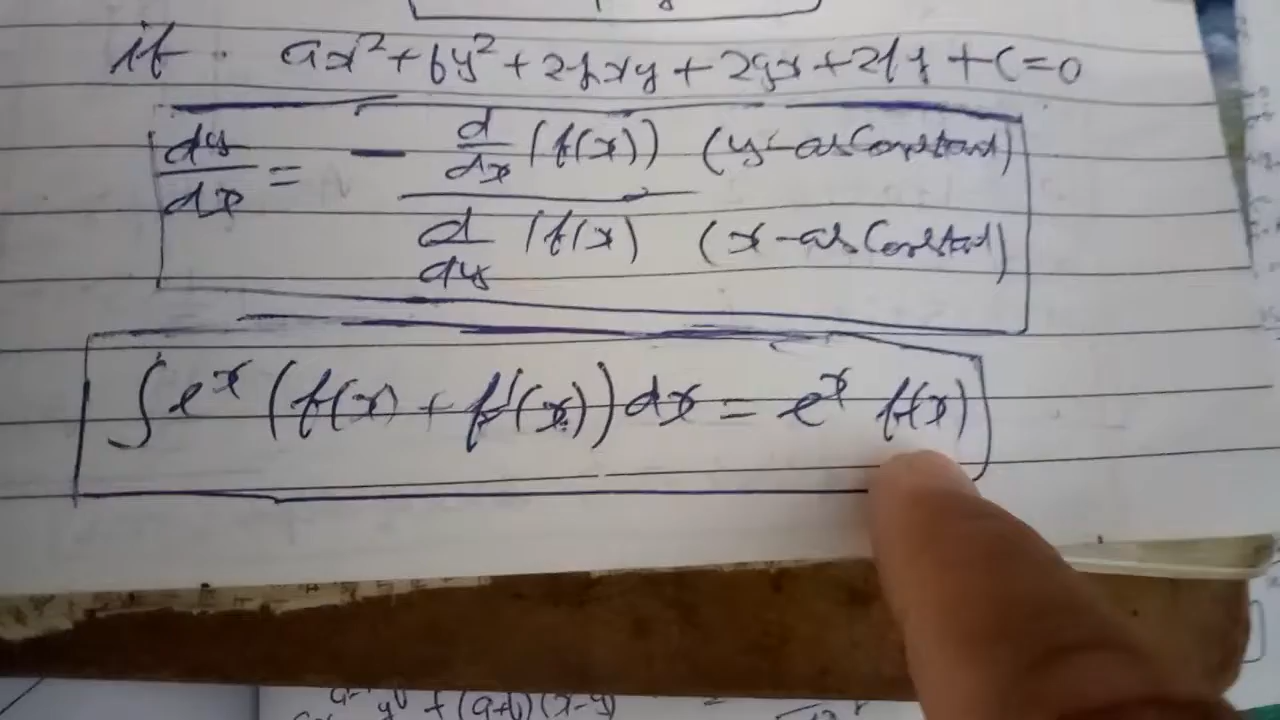 if ax² + by² + 2hxy + 2gx + 2fy + c = 0
dy/dx = - d/dx (f(x)) (y - as Constant)
d/dy (f(x) (x - as Constant)
∫ eˣ (f(x) + f'(x)) dx = eˣ f(x)
+ (a+b)(x-y)